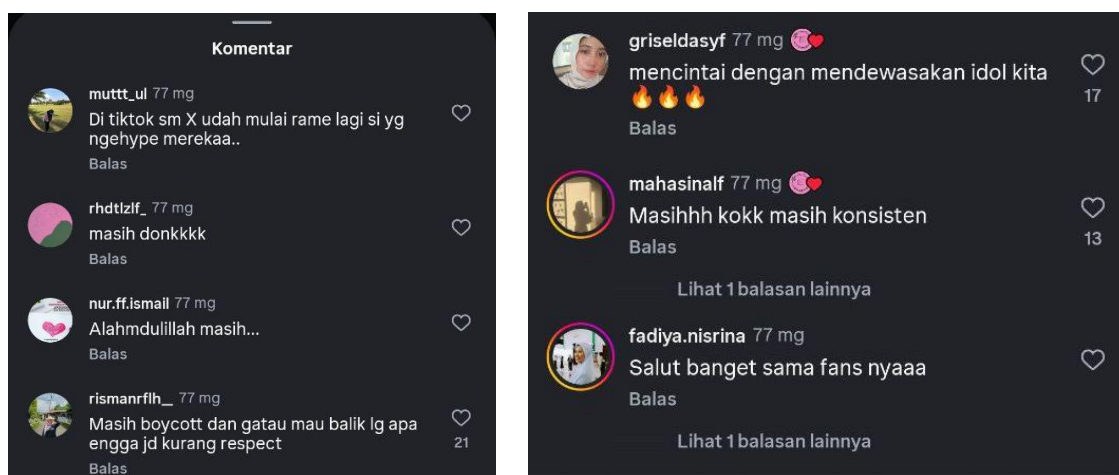 Komentar
muttt_ul 77 mg
Di tiktok sm X udah mulai rame lagi si yg
ngehype merekaa..
Balas
rhdtlzlf_ 77 mg
masih donkkkk
Balas
nur.ff.ismail 77 mg
Alahmdulillah masih...
Balas
rismanrflh__ 77 mg
Masih boycott dan gatau mau balik lg apa
engga jd kurang respect
21
Balas
griseldasyf 77 mg
mencintai dengan mendewasakan idol kita
🔥🔥🔥
17
Balas
mahasinalf 77 mg
Masihhh kokk masih konsisten
13
Balas
Lihat 1 balasan lainnya
fadiya.nisrina 77 mg
Salut banget sama fans nyaaa
Balas
Lihat 1 balasan lainnya